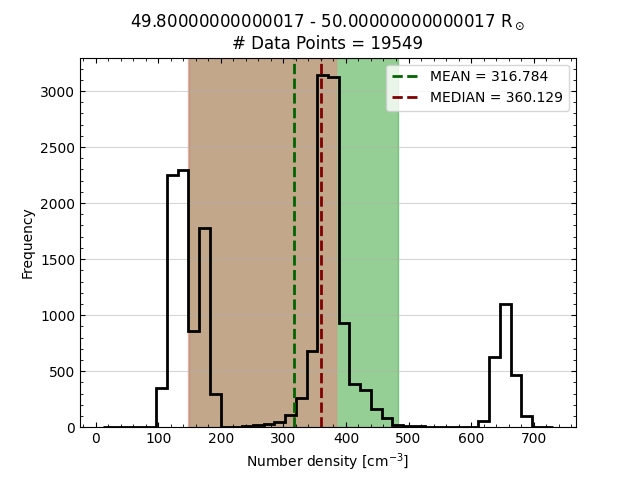 49.80000000000017 - 50.00000000000017 R⊙
# Data Points = 19549
MEAN = 316.784
MEDIAN = 360.129
Frequency
3000
2500
2000
1500
1000
500
0
0 100 200 300 400 500 600 700
Number density [cm⁻³]